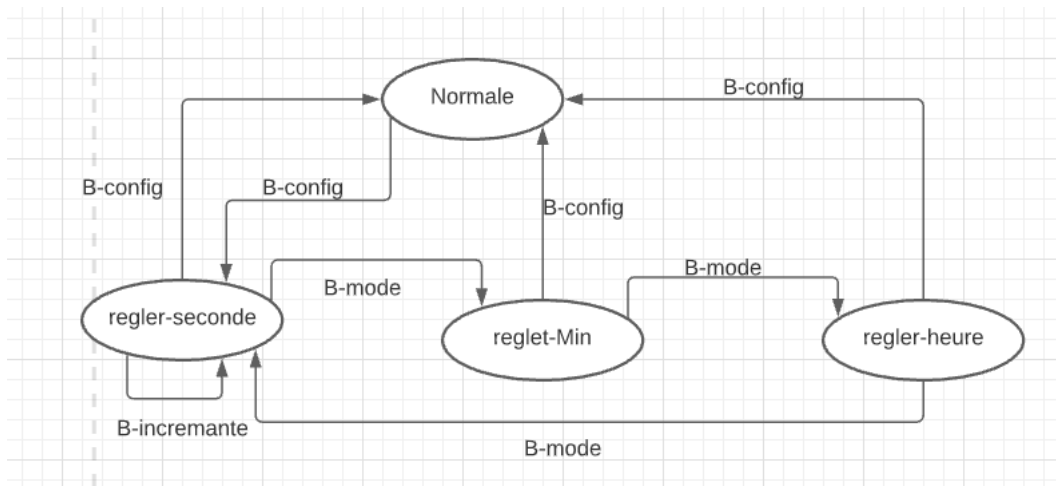 Normale
B-config
B-config
B-config
B-config
B-mode
B-mode
regler-seconde
reglet-Min
regler-heure
B-incremante
B-mode